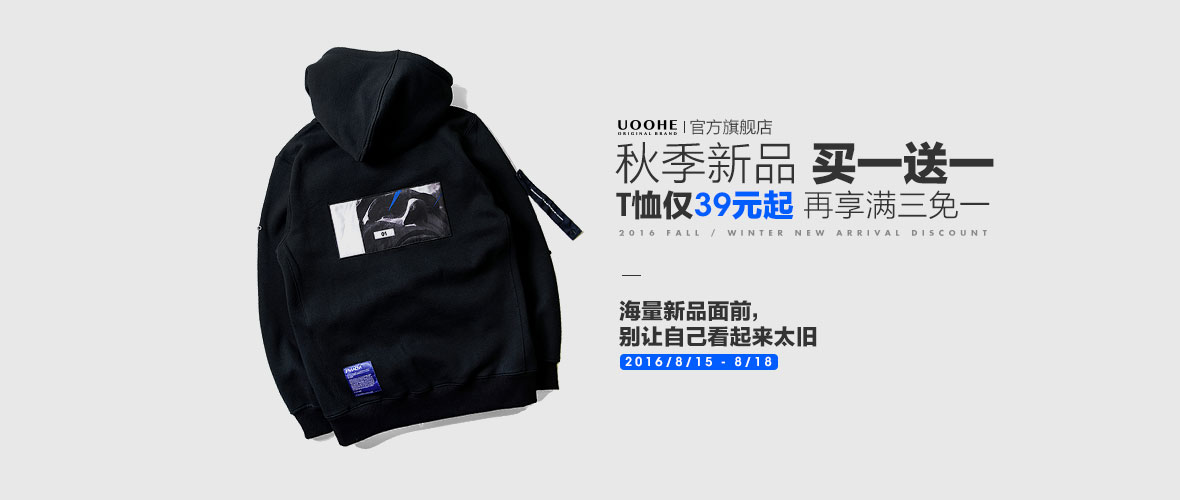 UOOHE
ORIGINAL BRAND
官方旗舰店
秋季新品 买一送一
T恤仅39元起 再享满三免一
2016 FALL / WINTER NEW ARRIVAL DISCOUNT
海量新品面前,
别让自己看起来太旧
2016/8/15 - 8/18
01